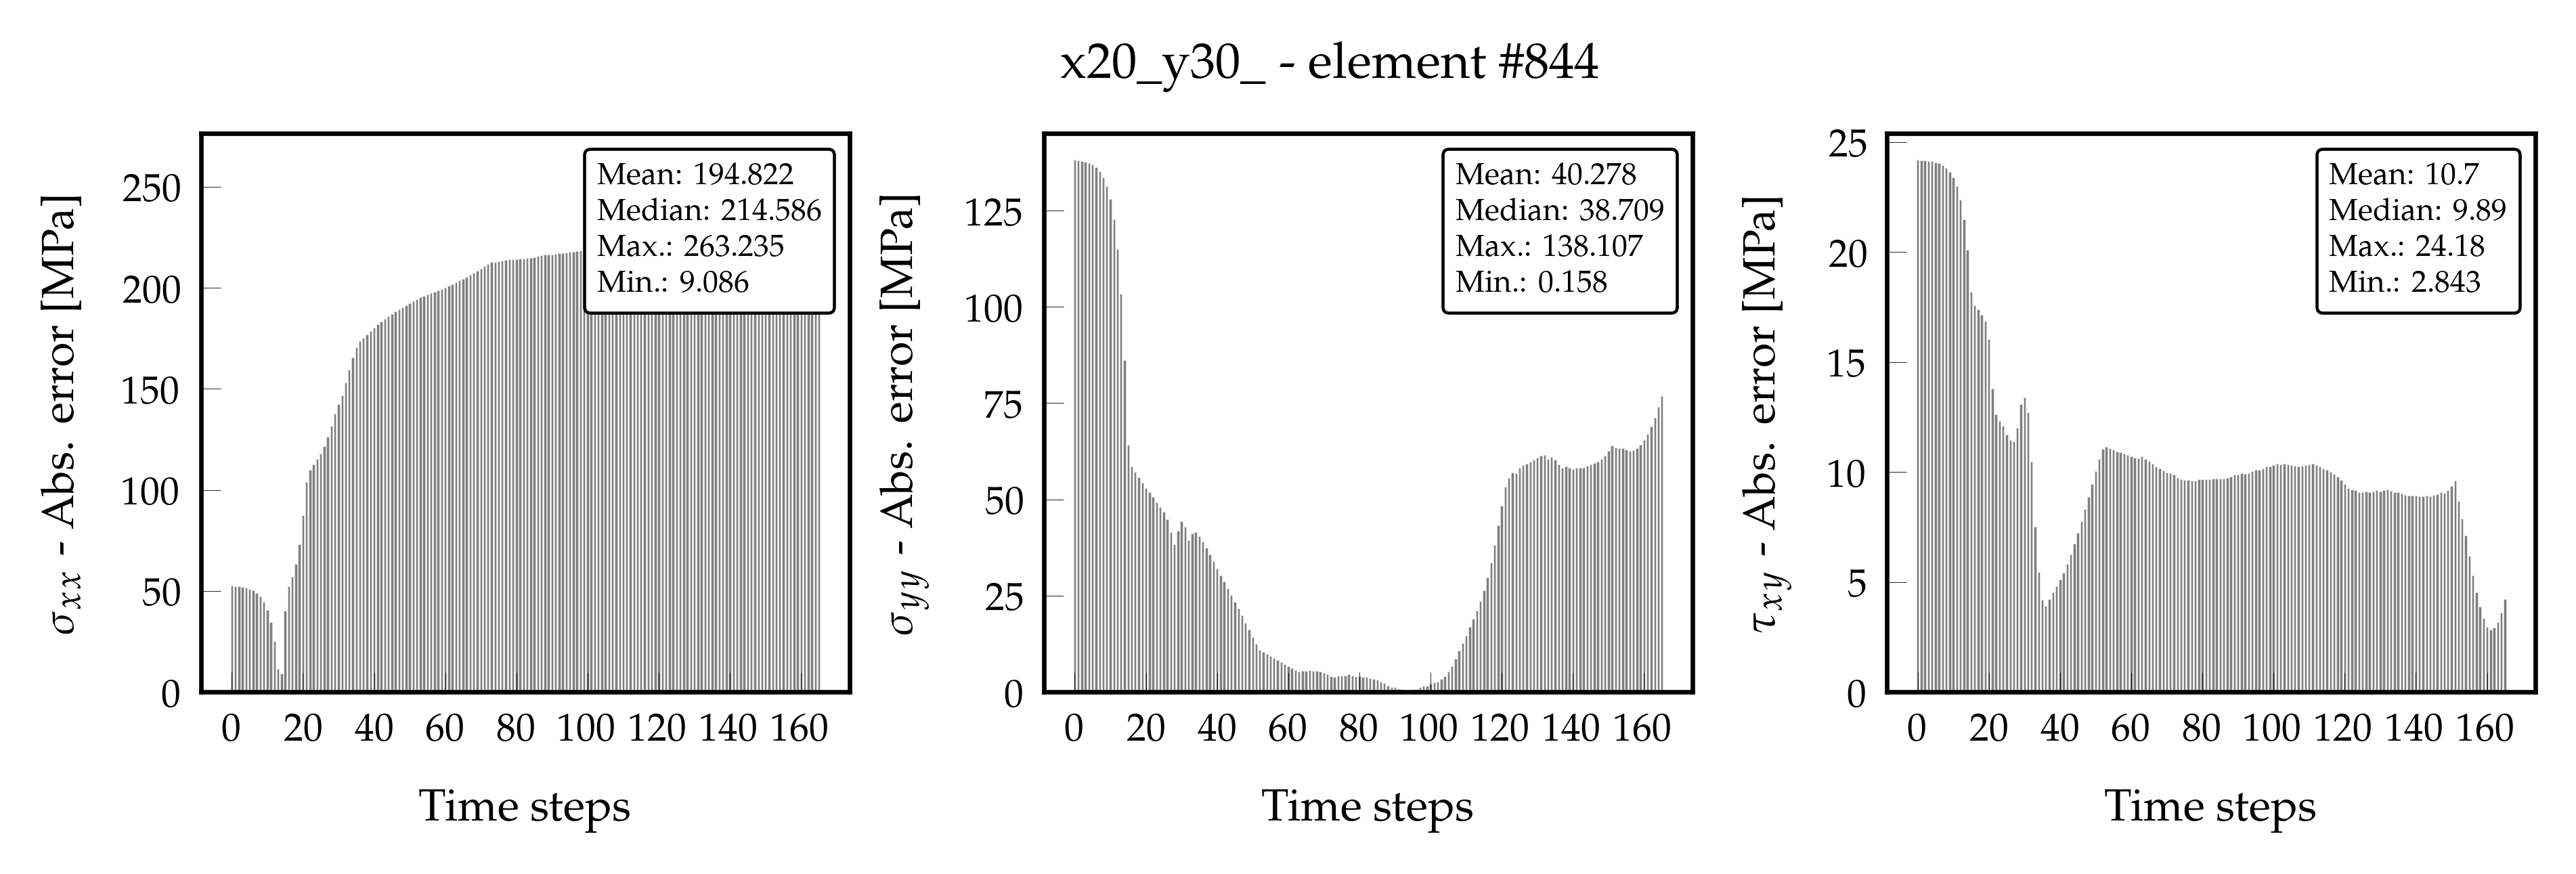 x20_y30_ - element #844
σxx - Abs. error [MPa]
250
200
150
100
50
0
Mean: 194.822
Median: 214.586
Max.: 263.235
Min.: 9.086
0 20 40 60 80 100 120 140 160
Time steps
σyy - Abs. error [MPa]
125
100
75
50
25
0
Mean: 40.278
Median: 38.709
Max.: 138.107
Min.: 0.158
0 20 40 60 80 100 120 140 160
Time steps
τxy - Abs. error [MPa]
25
20
15
10
5
0
Mean: 10.7
Median: 9.89
Max.: 24.18
Min.: 2.843
0 20 40 60 80 100 120 140 160
Time steps